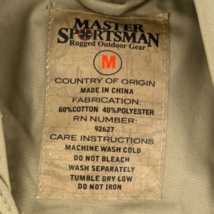 MASTER
SPORTSMAN
Rugged Outdoor Gear
M
COUNTRY OF ORIGIN
MADE IN CHINA
FABRICATION:
60%COTTON 40%POLYESTER
RN NUMBER:
92627
CARE INSTRUCTIONS
MACHINE WASH COLD
DO NOT BLEACH
WASH SEPARATELY
TUMBLE DRY LOW
DO NOT IRON